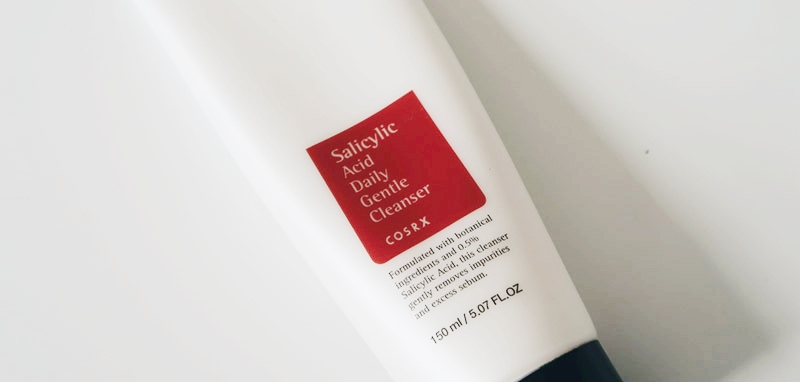 Salicylic
Acid
Daily
Gentle
Cleanser
COSRX
Formulated with botanical
ingredients and 0.5%
Salicylic Acid, this cleanser
gently removes impurities
and excess sebum.
150 ml / 5.07 FL.OZ